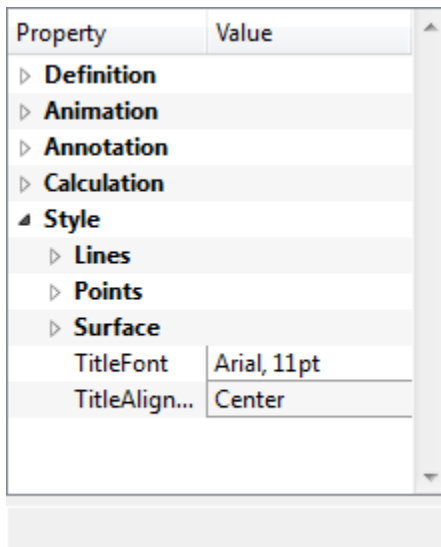 Property Value
Definition
Animation
Annotation
Calculation
Style
Lines
Points
Surface
TitleFont Arial, 11pt
TitleAlign... Center